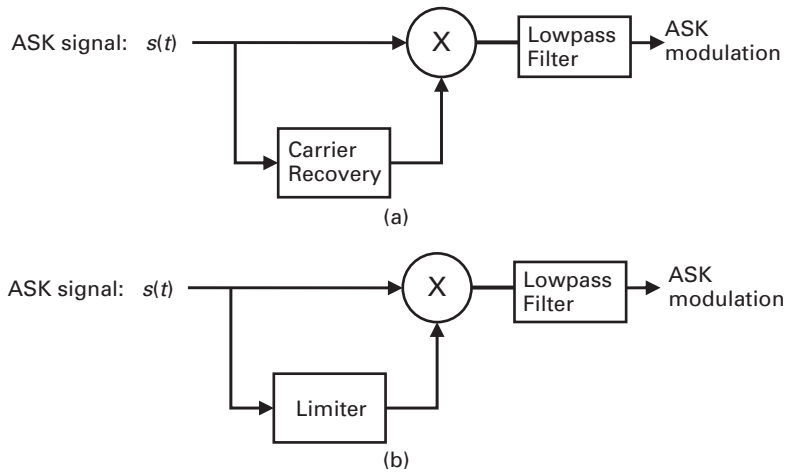 ASK signal: s(t)
X
Lowpass
Filter
ASK
modulation
Carrier
Recovery
(a)
ASK signal: s(t)
X
Lowpass
Filter
ASK
modulation
Limiter
(b)